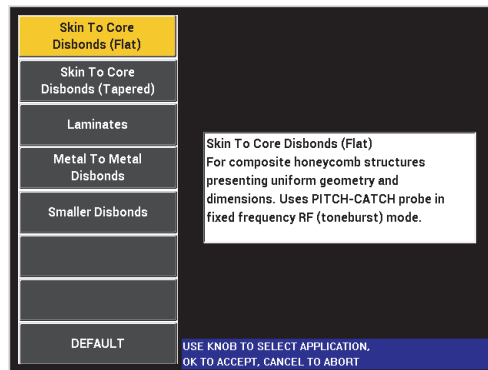 Skin To Core
Disbonds (Flat)
Skin To Core
Disbonds (Tapered)
Laminates
Metal To Metal
Disbonds
Smaller Disbonds
DEFAULT
Skin To Core Disbonds (Flat)
For composite honeycomb structures
presenting uniform geometry and
dimensions. Uses PITCH-CATCH probe in
fixed frequency RF (toneburst) mode.
USE KNOB TO SELECT APPLICATION,
OK TO ACCEPT, CANCEL TO ABORT